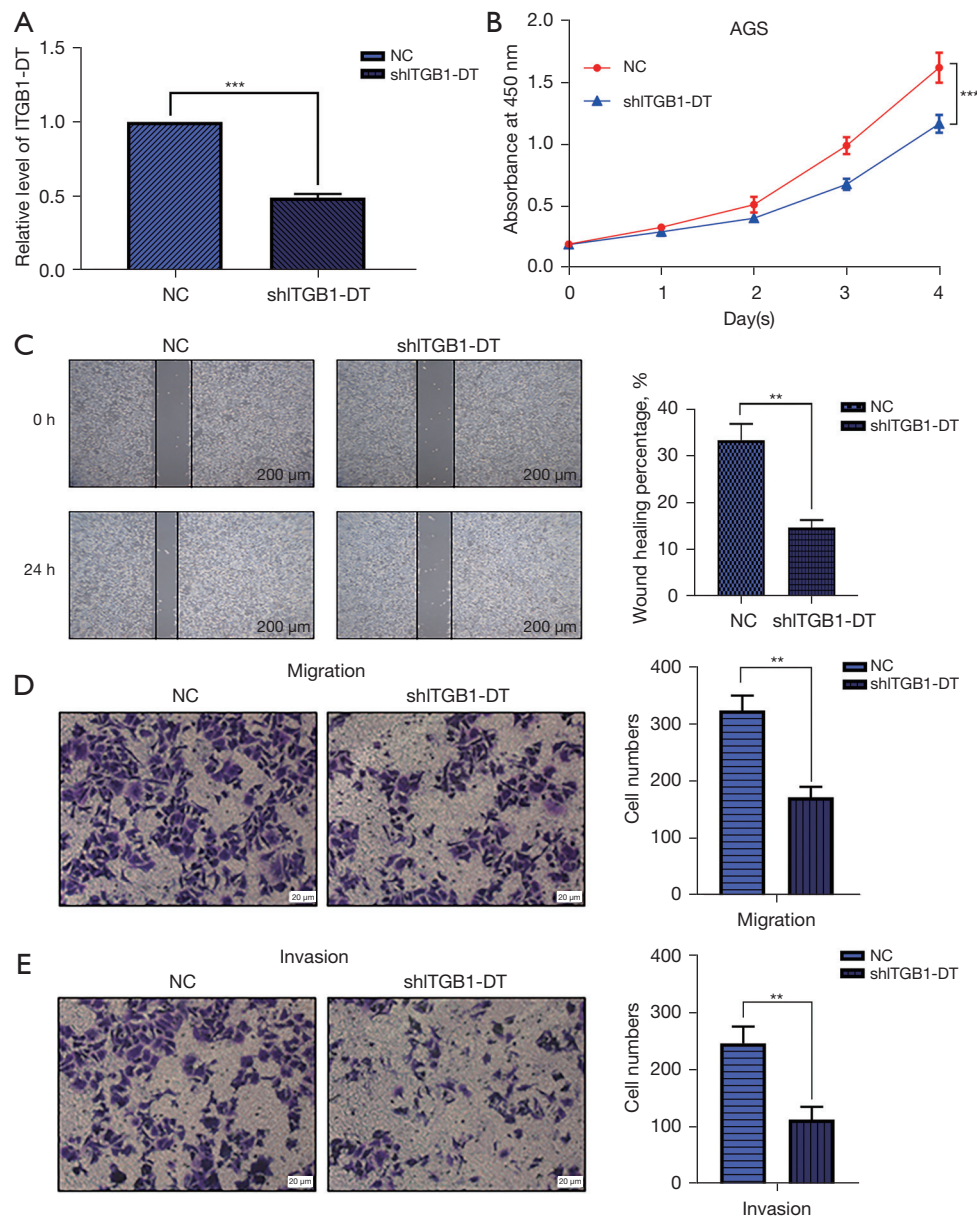 A
Relative level of ITGB1-DT
1.5
1.0
0.5
1.0
***
NC
shITGB1-DT
NC
shITGB1-DT
B
AGS
Absorbance at 450 nm
2.0
1.5
1.0
0.5
0.0
NC
shITGB1-DT
***
0 1 2 3 4
Day(s)
C
NC
shITGB1-DT
0 h
200 μm
200 μm
24 h
200 μm
200 μm
Wound healing percentage, %
40
30
20
10
0
**
NC
shITGB1-DT
NC shITGB1-DT
D
Migration
NC
shITGB1-DT
20 μm
20 μm
Cell numbers
400
300
200
100
0
**
NC
shITGB1-DT
Migration
E
Invasion
NC
shITGB1-DT
20 μm
20 μm
Cell numbers
400
300
200
100
0
**
NC
shITGB1-DT
Invasion